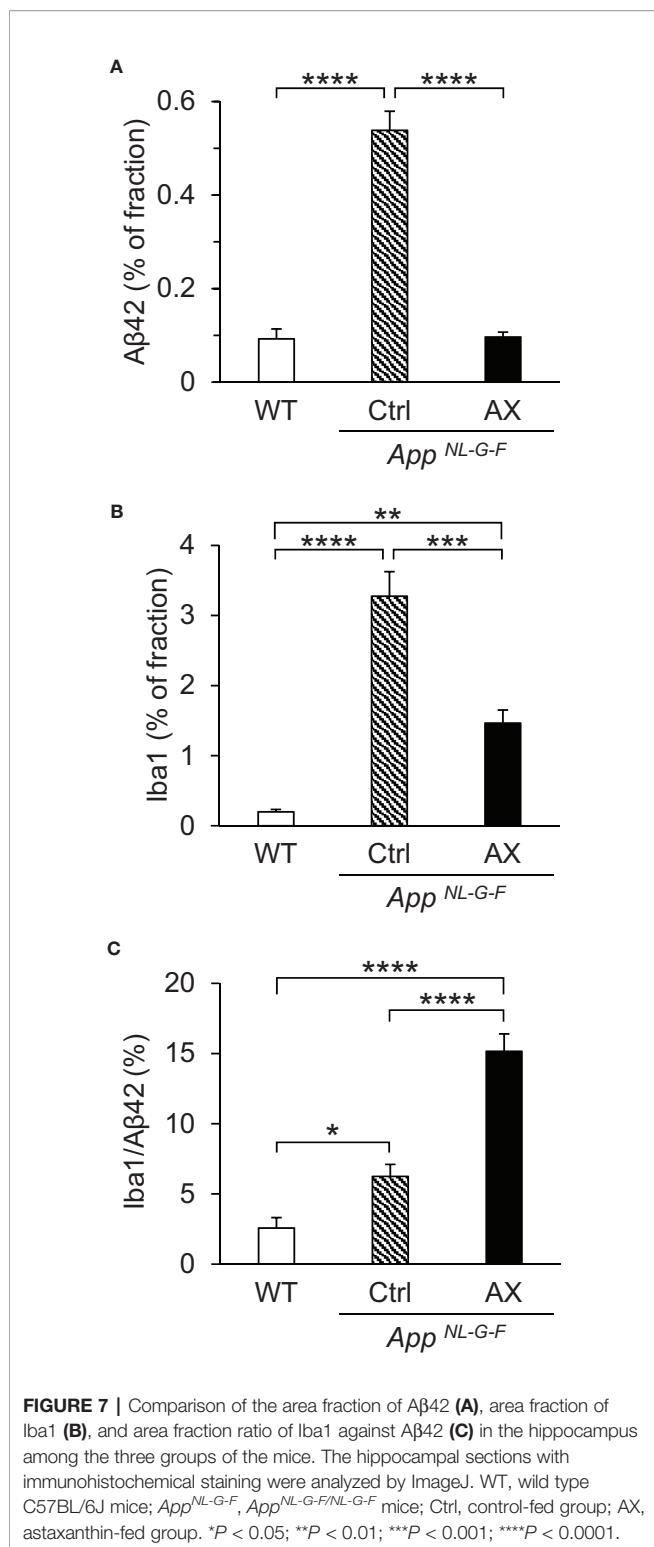 A
**** ****
0.6
0.4
0.2
0
Aβ42 (% of fraction)
WT Ctrl AX
App NL-G-F
B
**
**** ***
4
3
2
1
0
Iba1 (% of fraction)
WT Ctrl AX
App NL-G-F
C
****
****
*
20
15
10
5
0
Iba1/Aβ42 (%)
WT Ctrl AX
App NL-G-F
FIGURE 7 | Comparison of the area fraction of Aβ42 (A), area fraction of
Iba1 (B), and area fraction ratio of Iba1 against Aβ42 (C) in the hippocampus
among the three groups of the mice. The hippocampal sections with
immunohistochemical staining were analyzed by ImageJ. WT, wild type
C57BL/6J mice; App^NL-G-F, App^NL-G-F/NL-G-F mice; Ctrl, control-fed group; AX,
astaxanthin-fed group. *P < 0.05; **P < 0.01; ***P < 0.001; ****P < 0.0001.